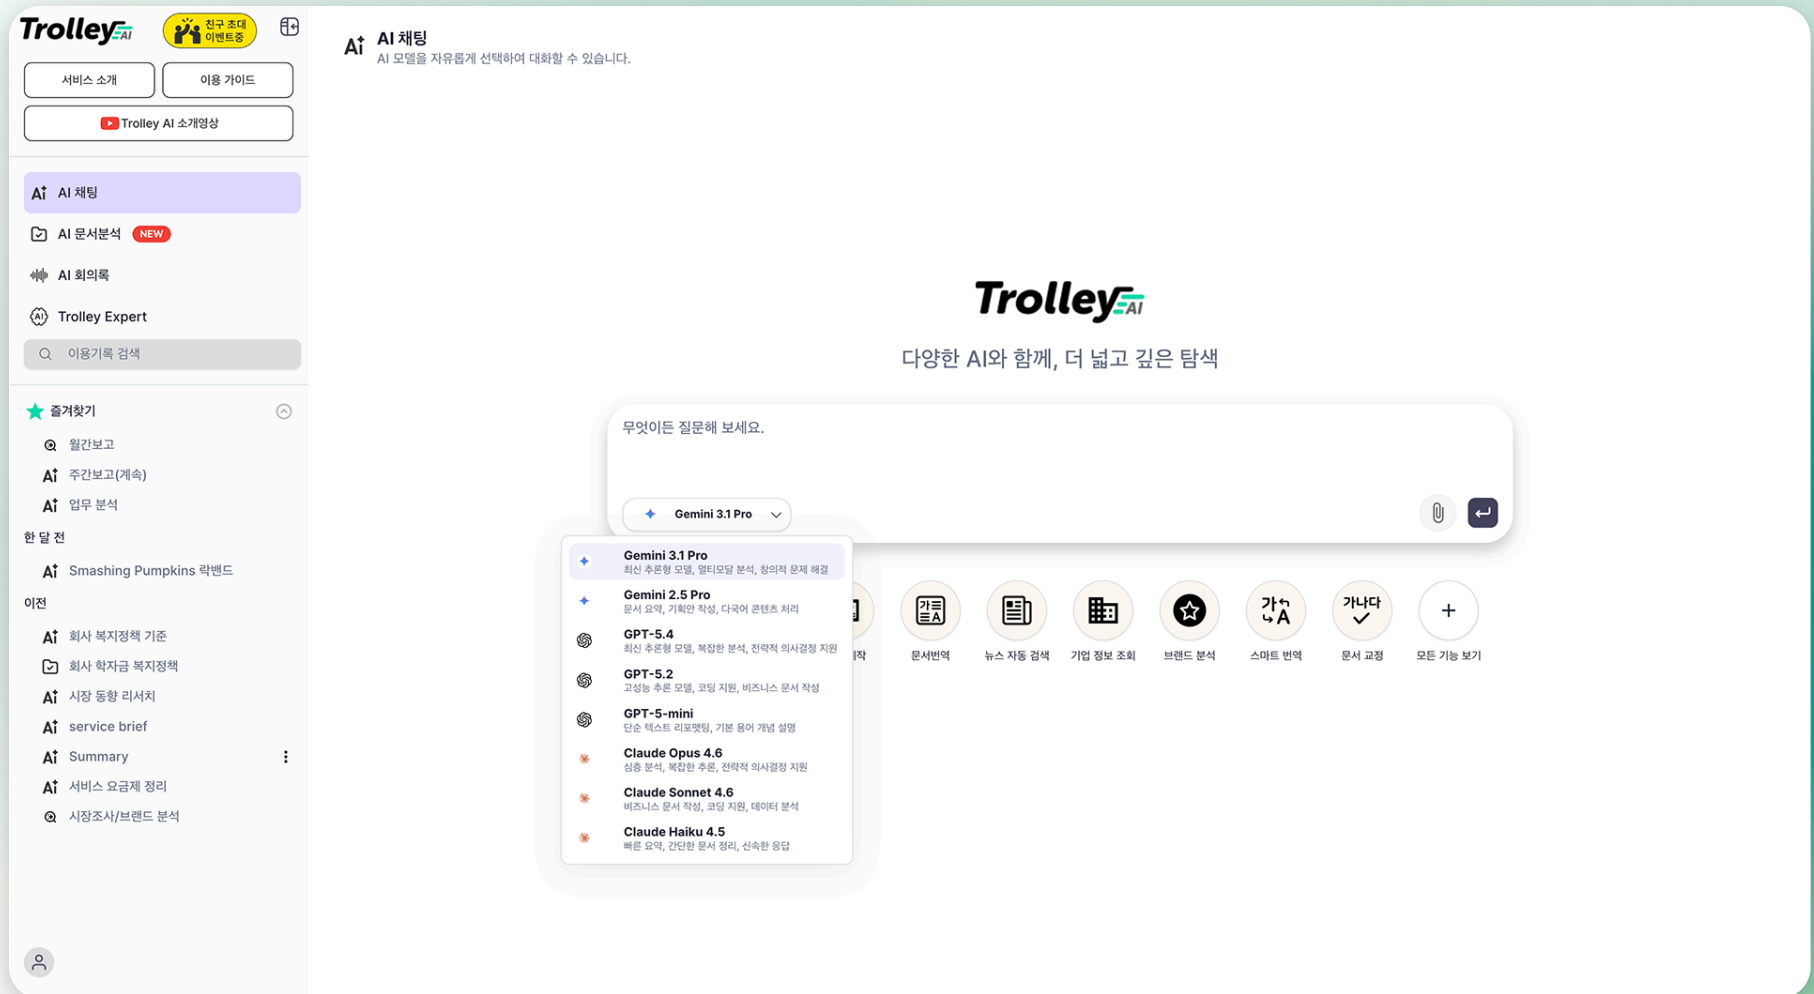 Trolley AI
친구 초대
이벤트중
서비스 소개
이용 가이드
Trolley AI 소개영상
AI 채팅
AI 문서분석 NEW
AI 회의록
Trolley Expert
이용기록 검색
즐겨찾기
월간보고
주간보고(계속)
업무 분석
한 달 전
Smashing Pumpkins 락밴드
이전
회사 복지정책 기준
회사 학자금 복지정책
시장 동향 리서치
service brief
Summary
서비스 요금제 정리
시장조사/브랜드 분석
AI 채팅
AI 모델을 자유롭게 선택하여 대화할 수 있습니다.
Trolley AI
다양한 AI와 함께, 더 넓고 깊은 탐색
무엇이든 질문해 보세요.
Gemini 3.1 Pro
Gemini 3.1 Pro
최신 추론형 모델, 멀티모달 분석, 창의적 문제 해결
Gemini 2.5 Pro
문서 요약, 기획안 작성, 다국어 콘텐츠 처리
GPT-5.4
최신 추론형 모델, 복잡한 분석, 전략적 의사결정 지원
GPT-5.2
고성능 추론 모델, 코딩 지원, 비즈니스 문서 작성
GPT-5-mini
단순 텍스트 리포맷팅, 기본 용어 개념 설명
Claude Opus 4.6
심층 분석, 복잡한 추론, 전략적 의사결정 지원
Claude Sonnet 4.6
비즈니스 문서 작성, 코딩 지원, 데이터 분석
Claude Haiku 4.5
빠른 요약, 간단한 문서 정리, 신속한 응답
문서번역
뉴스 자동 검색
기업 정보 조회
브랜드 분석
스마트 번역
가나다
문서 교정
모든 기능 보기